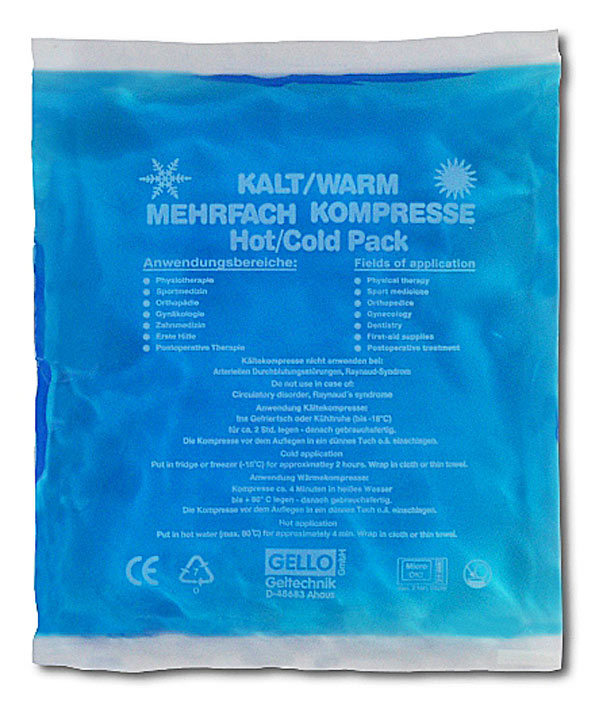 KALT/WARM
MEHRFACH KOMPRESSE
Hot/Cold Pack
Anwendungsbereiche:
Physiotherapie
Sportmedizin
Orthopädie
Gynäkologie
Zahnmedizin
Erste Hilfe
Postoperative Therapie
Fields of application
Physical therapy
Sport medicine
Orthopedics
Gynecology
Dentistry
First-aid supplies
Postoperative treatment
Kältekompresse nicht anwenden bei:
Arteriellen Durchblutungsstörungen, Raynaud-Syndrom
Do not use in case of:
Circulatory disorder, Raynaud's syndrome
Anwendung Kältekompresse:
Ins Gefrierfach oder Kühltruhe (bis -18°C)
für ca. 2 Std. legen - danach gebrauchsfertig.
Die Kompresse vor dem Auflegen in ein dünnes Tuch o.ä. einschlagen.
Cold application
Put in fridge or freezer (-18°C) for approximatley 2 hours. Wrap in cloth or thin towel.
Anwendung Wärmekompresse:
Kompresse ca. 4 Minuten in heißes Wasser
bis + 80° C legen - danach gebrauchsfertig.
Die Kompresse vor dem Auflegen in ein dünnes Tuch o.ä. einschlagen.
Hot application
Put in hot water (max. 80°C) for approximately 4 min. Wrap in cloth or thin towel.
CE
7
O
GELLO GmbH
Geltechnik
D-48683 Ahaus
Micro